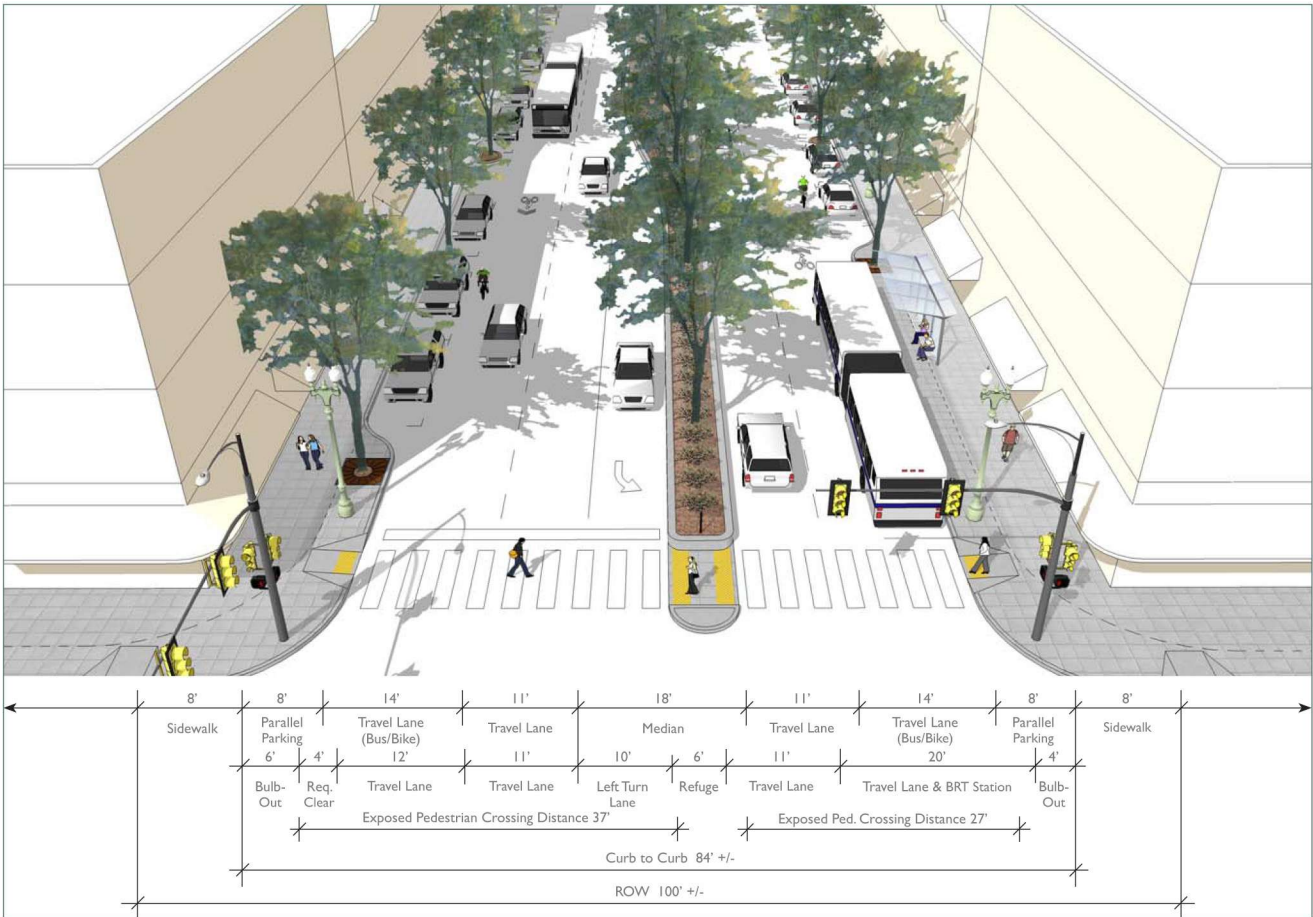 8' 8' 14' 11' 18' 11' 14' 8' 8'
Sidewalk Parallel Parking Travel Lane (Bus/Bike) Travel Lane Median Travel Lane Travel Lane (Bus/Bike) Parallel Parking Sidewalk
6' 4' 12' 11' 10' 6' 11' 20' 4'
Bulb-Out Req. Clear Travel Lane Travel Lane Left Turn Lane Refuge Travel Lane Travel Lane & BRT Station Bulb-Out
Exposed Pedestrian Crossing Distance 37' Exposed Ped. Crossing Distance 27'
Curb to Curb 84' +/-
ROW 100' +/-